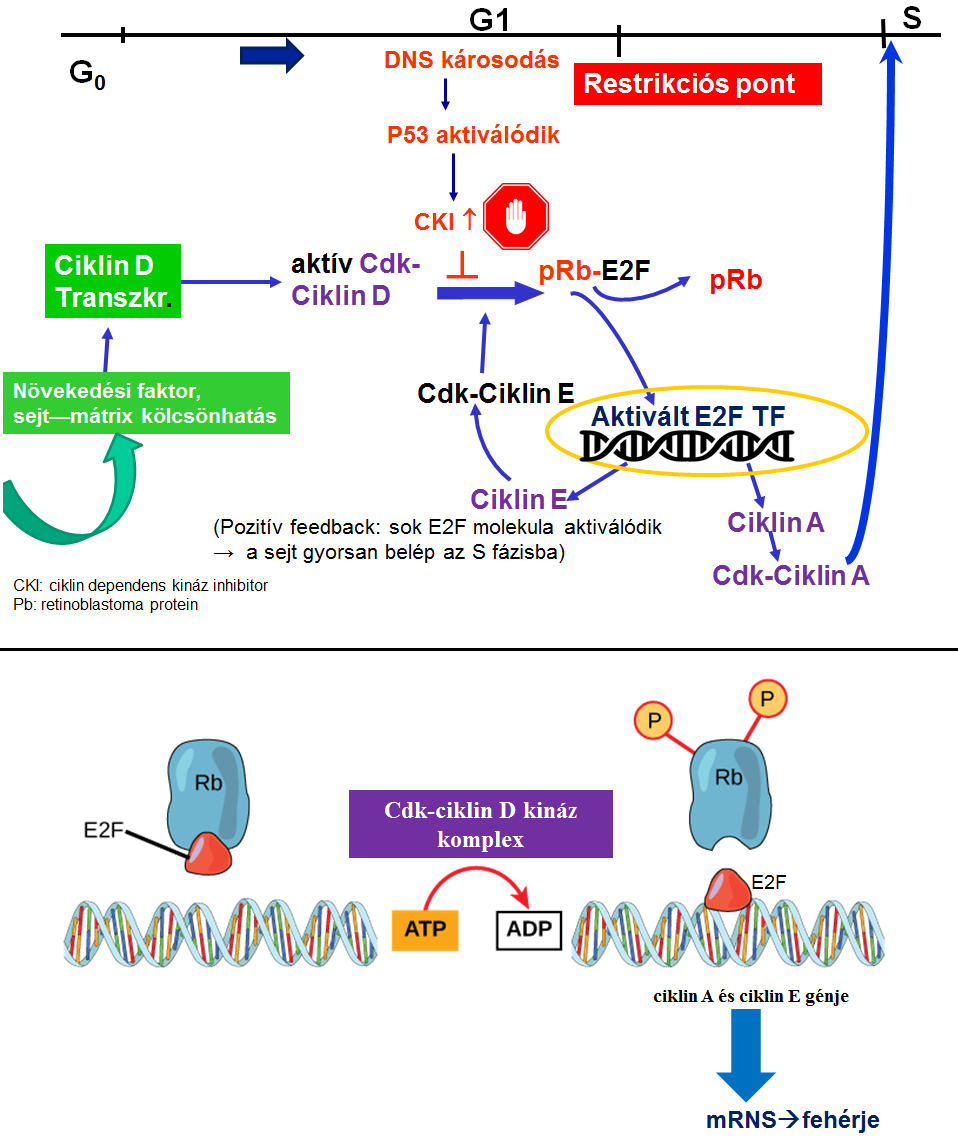 G1
S
G0
DNS károsodás
Restrikciós pont
P53 aktiválódik
CKI ↑
Ciklin D
Transzkr.
aktív Cdk-
Ciklin D
pRb-E2F
pRb
Növekedési faktor,
sejt—mátrix kölcsönhatás
Cdk-Ciklin E
Aktivált E2F TF
Ciklin E
Ciklin A
(Pozitív feedback: sok E2F molekula aktiválódik
→ a sejt gyorsan belép az S fázisba)
Cdk-Ciklin A
CKI: ciklin dependens kináz inhibitor
Pb: retinoblastoma protein
P
P
Rb
Rb
E2F
Cdk-ciklin D kináz
komplex
E2F
ATP
ADP
ciklin A és ciklin E génje
mRNS→fehérje